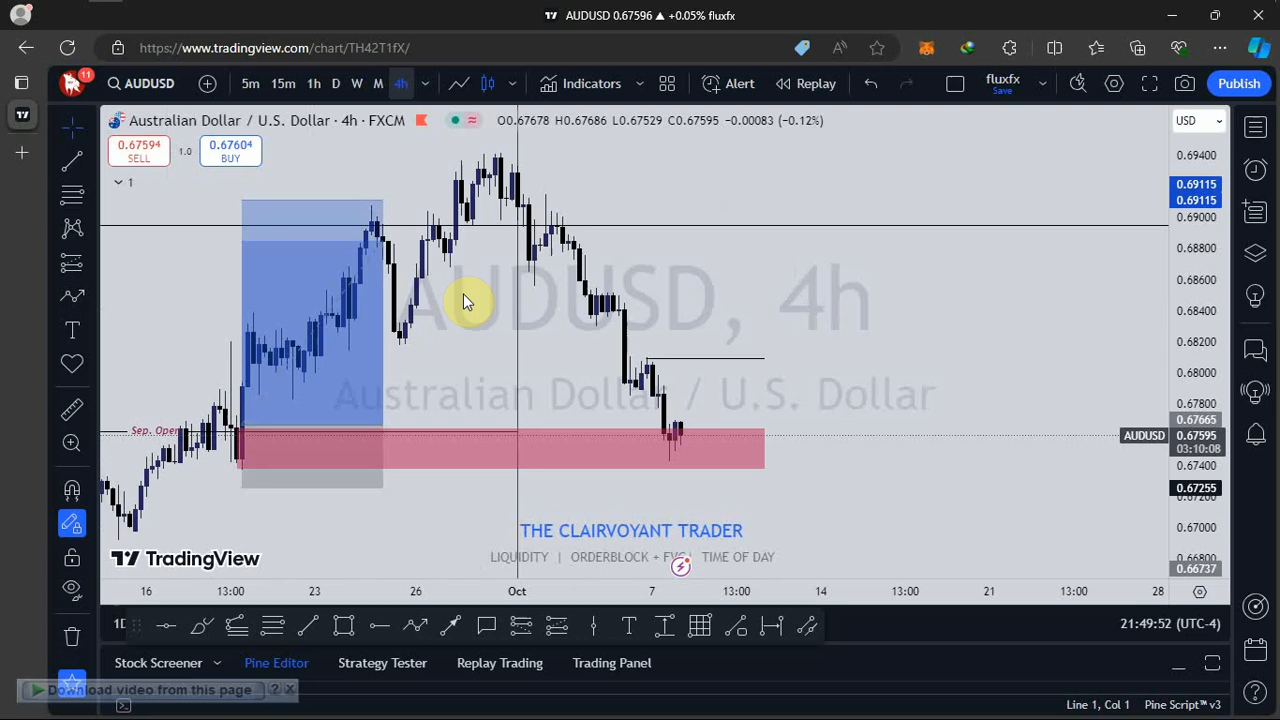 AUDUSD 0.67596 ▲ +0.05% fluxfx
https://www.tradingview.com/chart/TH42T1fX/
11
AUDUSD
5m 15m 1h D W M 4h
Indicators
Alert
Replay
fluxfx
Save
Publish
Australian Dollar / U.S. Dollar · 4h · FXCM
O0.67678 H0.67686 L0.67529 C0.67595 −0.00083 (−0.12%)
USD
0.67594
SELL
1.0
0.67604
BUY
1
0.69400
0.69115
0.69115
0.69000
0.68800
0.68600
0.68400
0.68200
0.68000
0.67800
0.67665
AUDUSD
0.67595
03:10:08
0.67400
0.67255
0.67200
0.67000
0.66800
0.66737
AUDUSD, 4h
Australian Dollar / U.S. Dollar
Sep. Open
THE CLAIRVOYANT TRADER
LIQUIDITY | ORDERBLOCK + FVG | TIME OF DAY
TradingView
16 13:00 23 26 Oct 7 13:00 14 13:00 21 13:00 28
1D
21:49:52 (UTC-4)
Stock Screener
Pine Editor
Strategy Tester
Replay Trading
Trading Panel
Download video from this page
? X
Line 1, Col 1
Pine Script™ v3